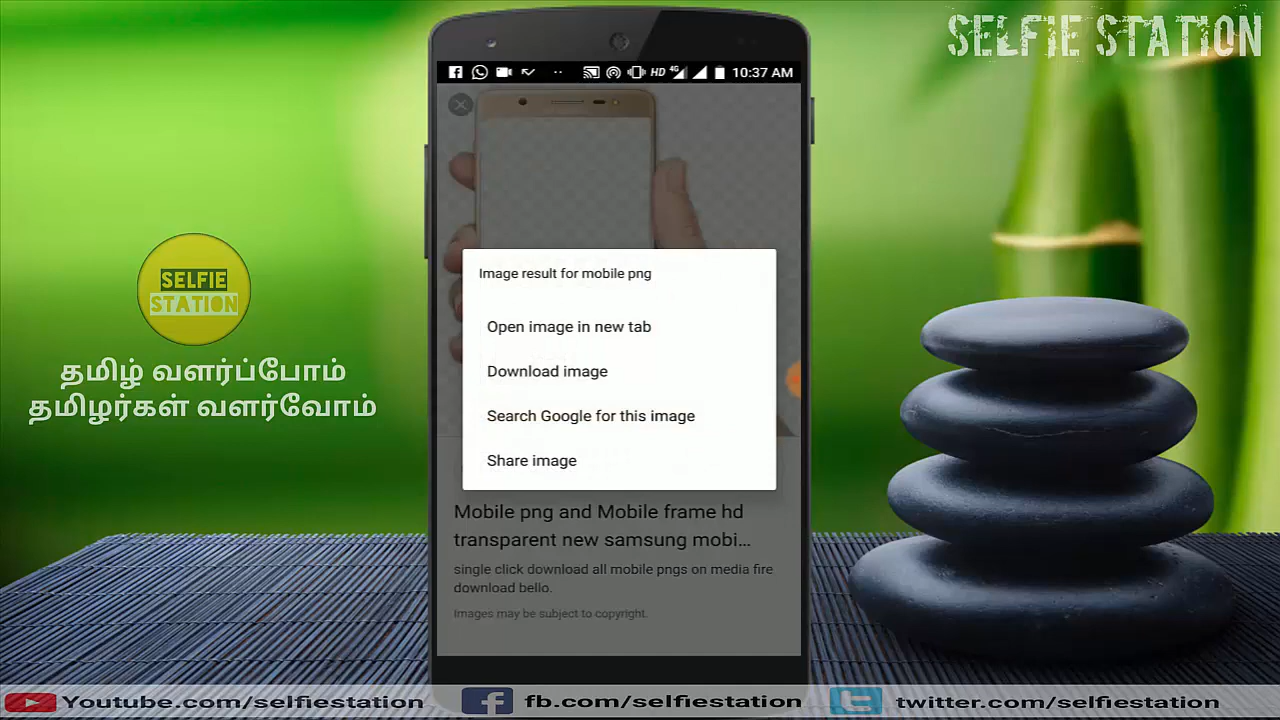 SELFIE STATION
HD 4G 10:37 AM
Image result for mobile png
Open image in new tab
Download image
Search Google for this image
Share image
Mobile png and Mobile frame hd
transparent new samsung mobi...
single click download all mobile pngs on media fire
download bello.
Images may be subject to copyright.
SELFIE
STATION
தமிழ் வளர்ப்போம்
தமிழர்கள் வளர்வோம்
Youtube.com/selfiestation
fb.com/selfiestation
twitter.com/selfiestation